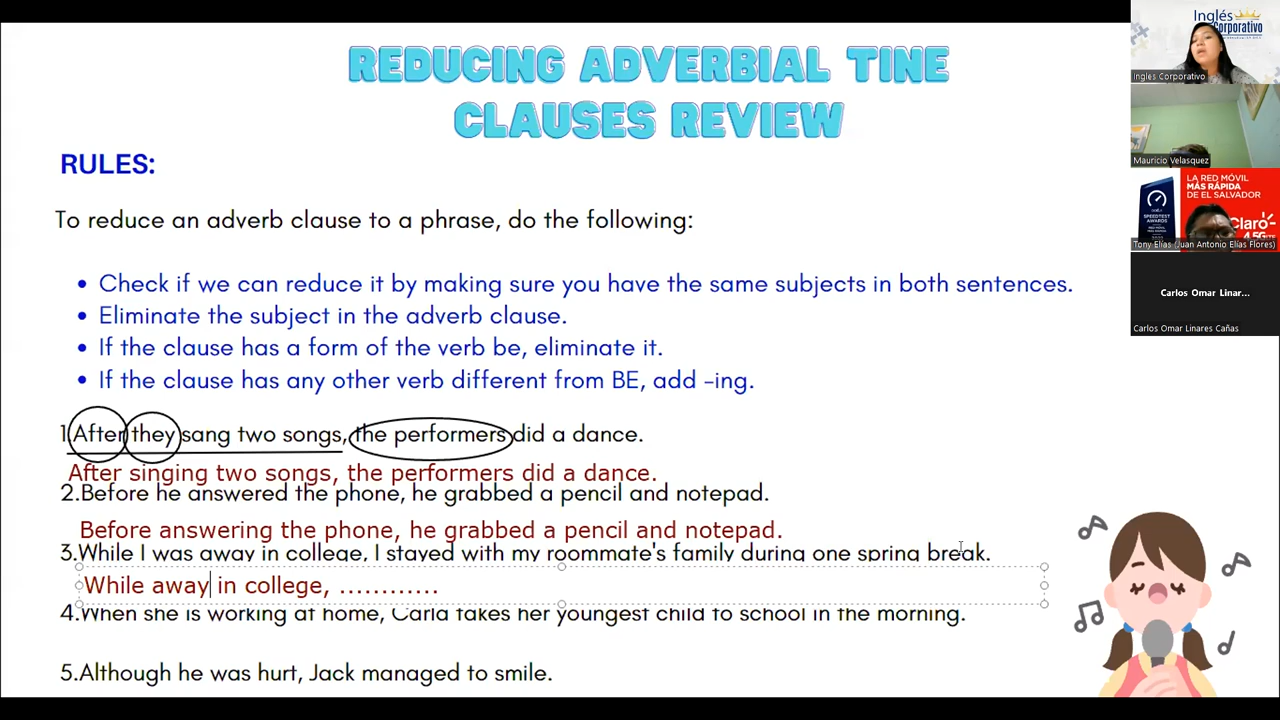 REDUCING ADVERBIAL TINE
CLAUSES REVIEW
RULES:
To reduce an adverb clause to a phrase, do the following:
• Check if we can reduce it by making sure you have the same subjects in both sentences.
• Eliminate the subject in the adverb clause.
• If the clause has a form of the verb be, eliminate it.
• If the clause has any other verb different from BE, add -ing.
1.After they sang two songs, the performers did a dance.
After singing two songs, the performers did a dance.
2.Before he answered the phone, he grabbed a pencil and notepad.
Before answering the phone, he grabbed a pencil and notepad.
3.While I was away in college, I stayed with my roommate's family during one spring break.
While away in college, ............
4.When she is working at home, Carla takes her youngest child to school in the morning.
5.Although he was hurt, Jack managed to smile.
Inglés
Corporativo
Ingles Corporativo
Mauricio Velasquez
LA RED MÓVIL
MÁS RÁPIDA
DE EL SALVADOR
SPEEDTEST
AWARDS
Claro
4.5G
Tony Elías (Juan Antonio Elías Flores)
Carlos Omar Linar...
Carlos Omar Linares Cañas